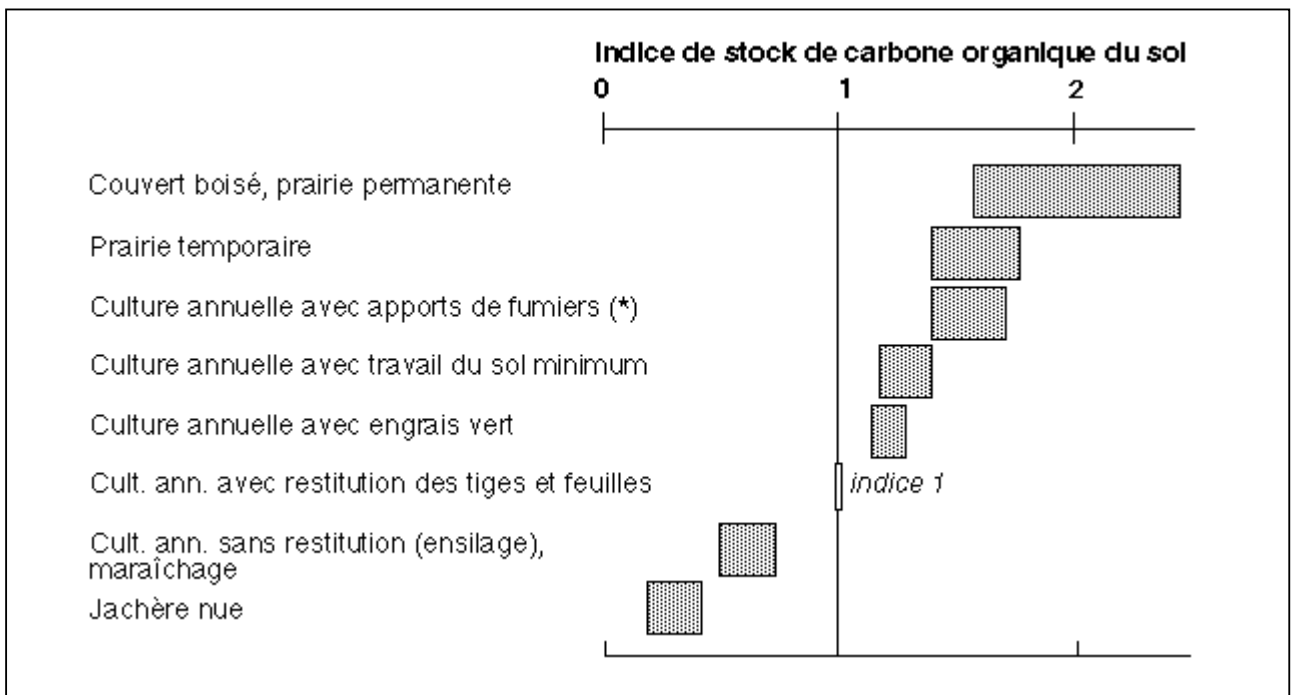 Indice de stock de carbone organique du sol
0 1 2
Couvert boisé, prairie permanente
Prairie temporaire
Culture annuelle avec apports de fumiers (*)
Culture annuelle avec travail du sol minimum
Culture annuelle avec engrais vert
Cult. ann. avec restitution des tiges et feuilles indice 1
Cult. ann. sans restitution (ensilage),
maraîchage
Jachère nue